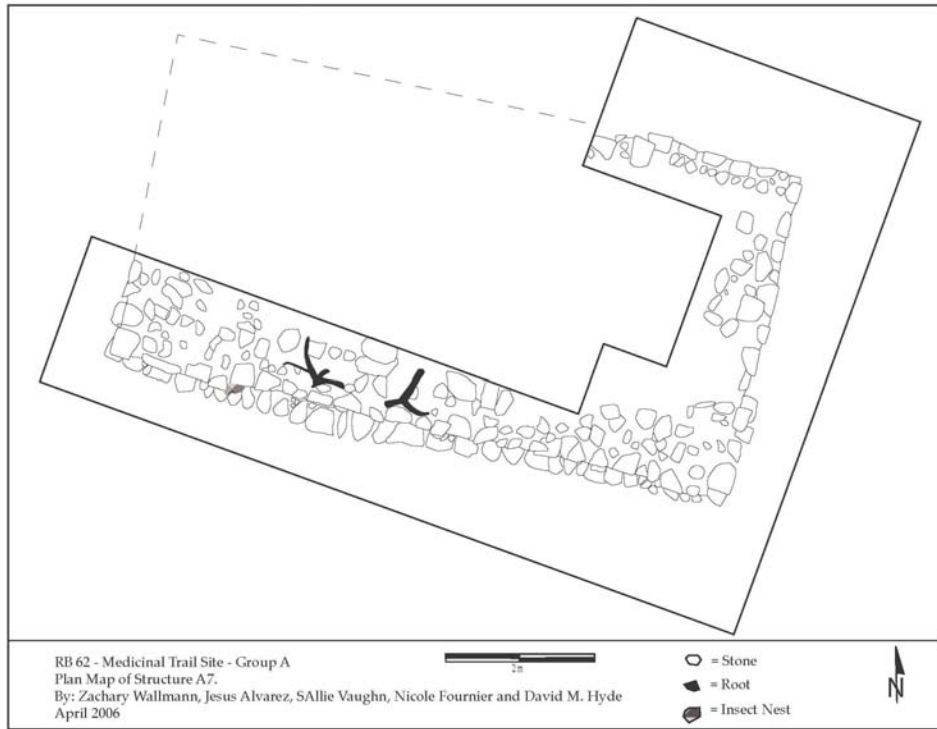 RB 62 - Medicinal Trail Site - Group A
Plan Map of Structure A7.
By: Zachary Wallmann, Jesus Alvarez, SAllie Vaughn, Nicole Fournier and David M. Hyde
April 2006
2m
= Stone
= Root
= Insect Nest
N